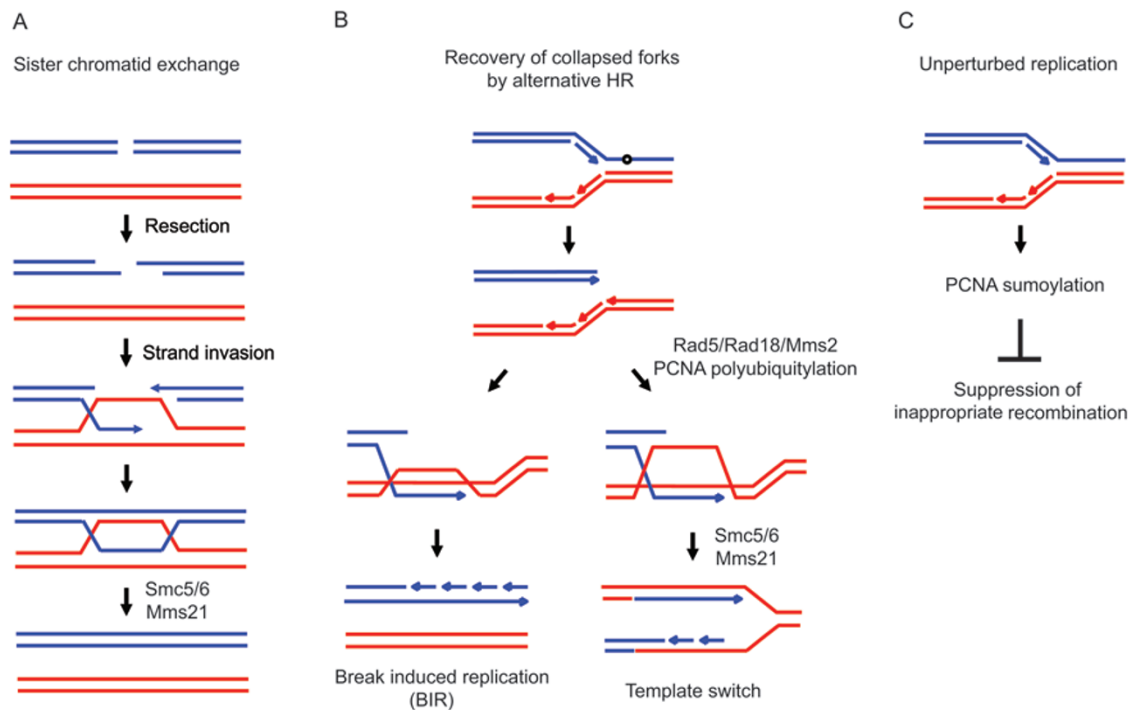 A
Sister chromatid exchange
Resection
Strand invasion
Smc5/6
Mms21
B
Recovery of collapsed forks
by alternative HR
Rad5/Rad18/Mms2
PCNA polyubiquitylation
Break induced replication
(BIR)
Smc5/6
Mms21
Template switch
C
Unperturbed replication
PCNA sumoylation
Suppression of
inappropriate recombination